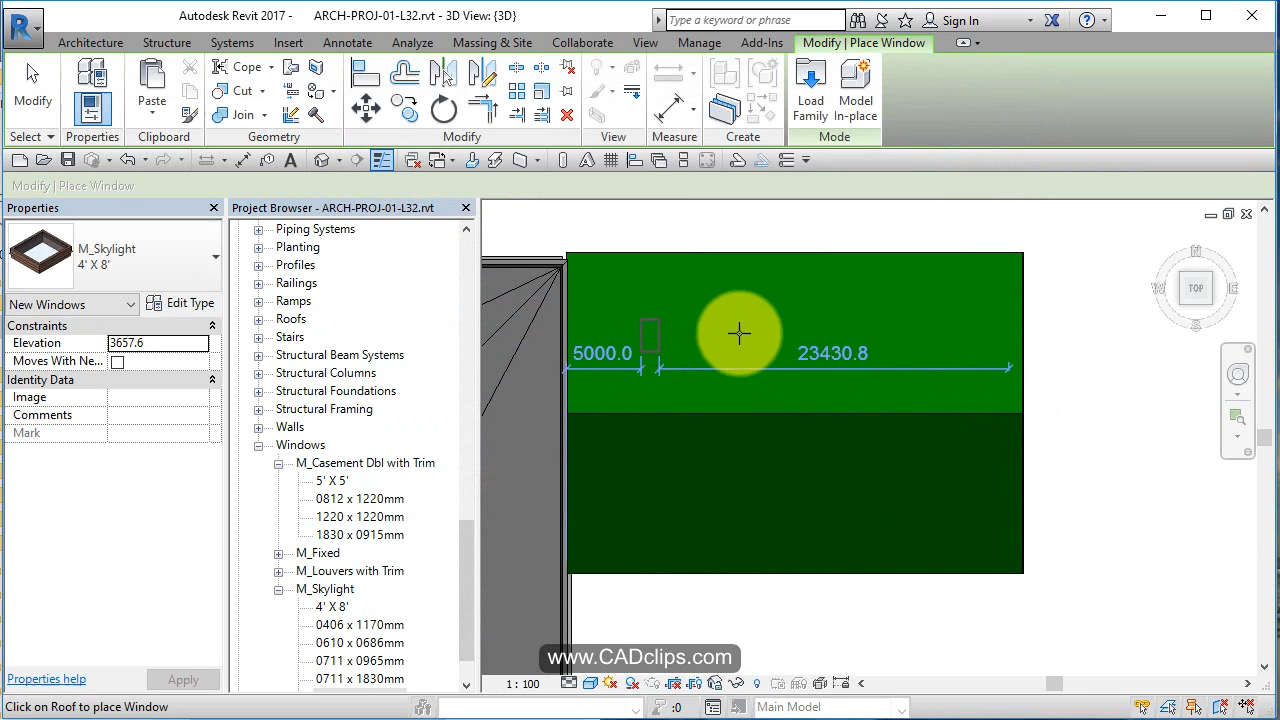 Autodesk Revit 2017 - ARCH-PROJ-01-L32.rvt - 3D View: {3D}
Type a keyword or phrase
Sign In
Architecture Structure Systems Insert Annotate Analyze Massing & Site Collaborate View Manage Add-Ins Modify | Place Window
Modify
Paste
Cope
Cut
Join
Load Family
Model In-place
Select Properties Clipboard Geometry Modify View Measure Create Mode
Modify | Place Window
Properties
Project Browser - ARCH-PROJ-01-L32.rvt
M_Skylight
4' X 8'
New Windows
Edit Type
Constraints
Elevation 3657.6
Moves With Ne...
Identity Data
Image
Comments
Mark
Properties help
Apply
Piping Systems
Planting
Profiles
Railings
Ramps
Roofs
Stairs
Structural Beam Systems
Structural Columns
Structural Foundations
Structural Framing
Walls
Windows
M_Casement Dbl with Trim
5' X 5'
0812 x 1220mm
1220 x 1220mm
1830 x 0915mm
M_Fixed
M_Louvers with Trim
M_Skylight
4' X 8'
0406 x 1170mm
0610 x 0686mm
0711 x 0965mm
0711 x 1830mm
TOP
N
W
E
S
5000.0
23430.8
www.CADclips.com
1 : 100
Click on Roof to place Window
:0
Main Model